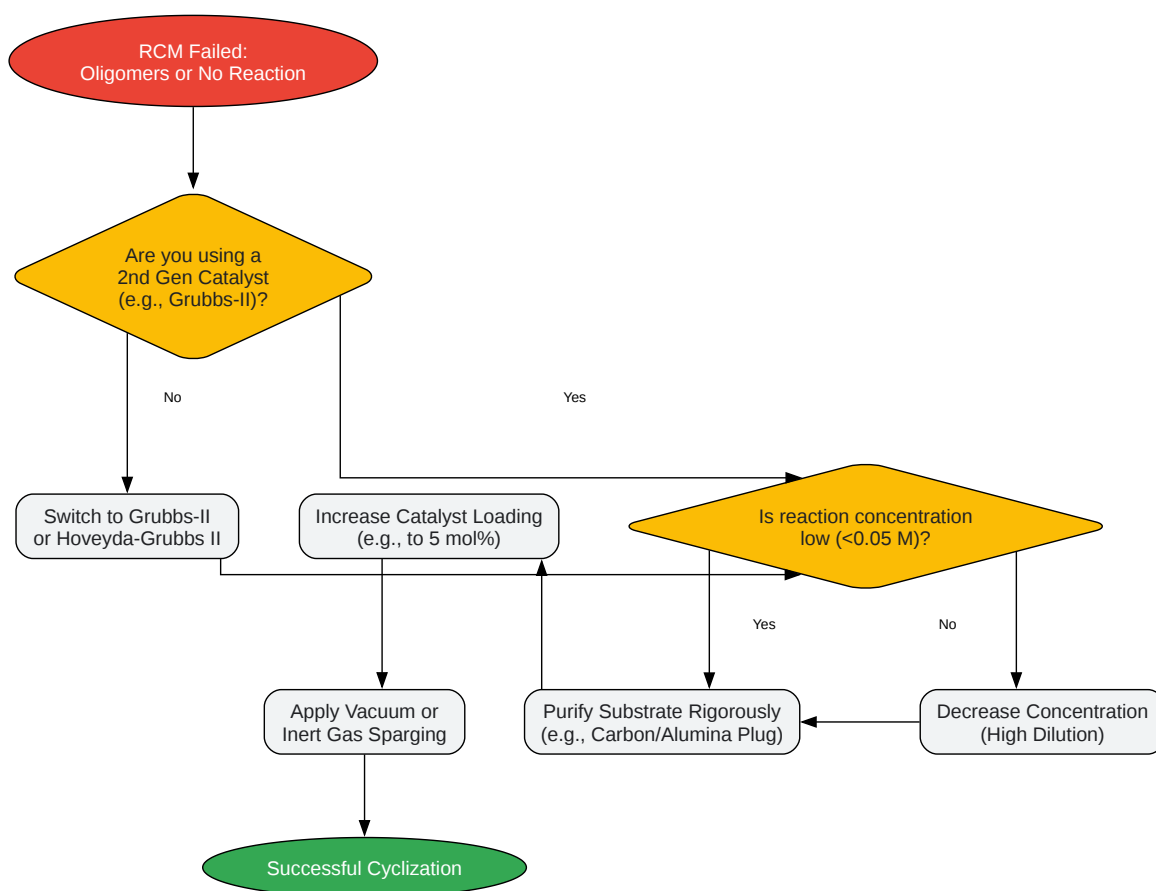 RCM Failed:
Oligomers or No Reaction
Are you using a
2nd Gen Catalyst
(e.g., Grubbs-II)?
No
Yes
Switch to Grubbs-II
or Hoveyda-Grubbs II
Increase Catalyst Loading
(e.g., to 5 mol%)
Is reaction concentration
low (<0.05 M)?
Yes
No
Apply Vacuum or
Inert Gas Sparging
Purify Substrate Rigorously
(e.g., Carbon/Alumina Plug)
Decrease Concentration
(High Dilution)
Successful Cyclization